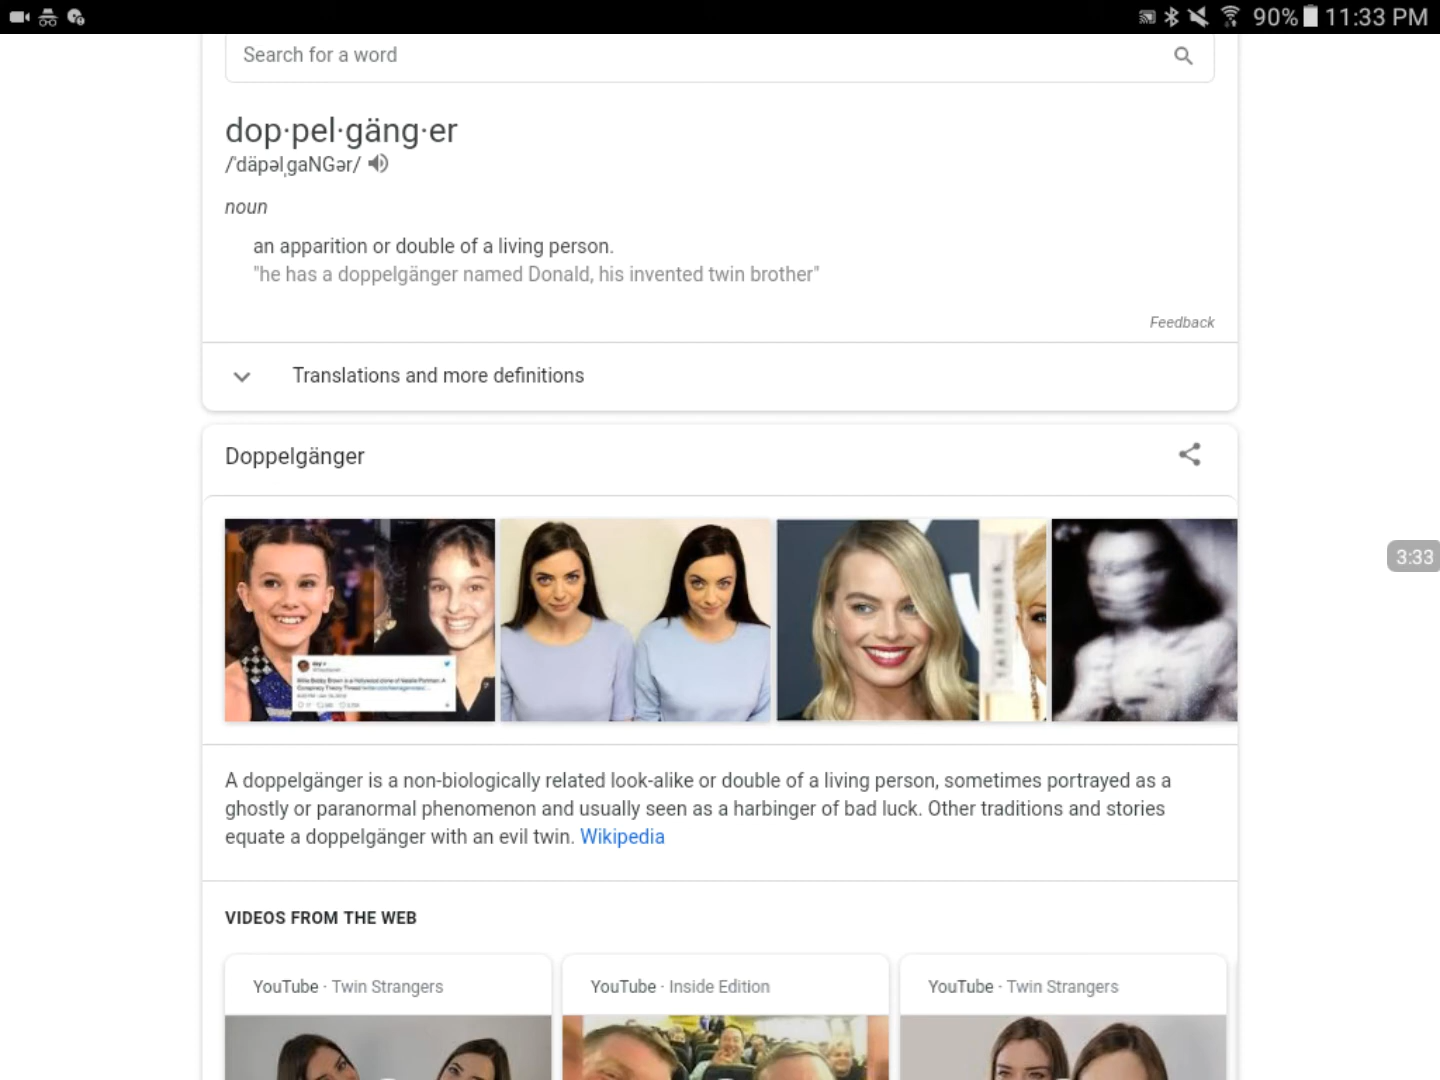 90% 11:33 PM
Search for a word
dop·pel·gäng·er
/ˈdäpəlˌɡaNGər/
noun
an apparition or double of a living person.
"he has a doppelgänger named Donald, his invented twin brother"
Feedback
Translations and more definitions
Doppelgänger
3:33
A doppelgänger is a non-biologically related look-alike or double of a living person, sometimes portrayed as a
ghostly or paranormal phenomenon and usually seen as a harbinger of bad luck. Other traditions and stories
equate a doppelgänger with an evil twin. Wikipedia
VIDEOS FROM THE WEB
YouTube · Twin Strangers
YouTube · Inside Edition
YouTube · Twin Strangers